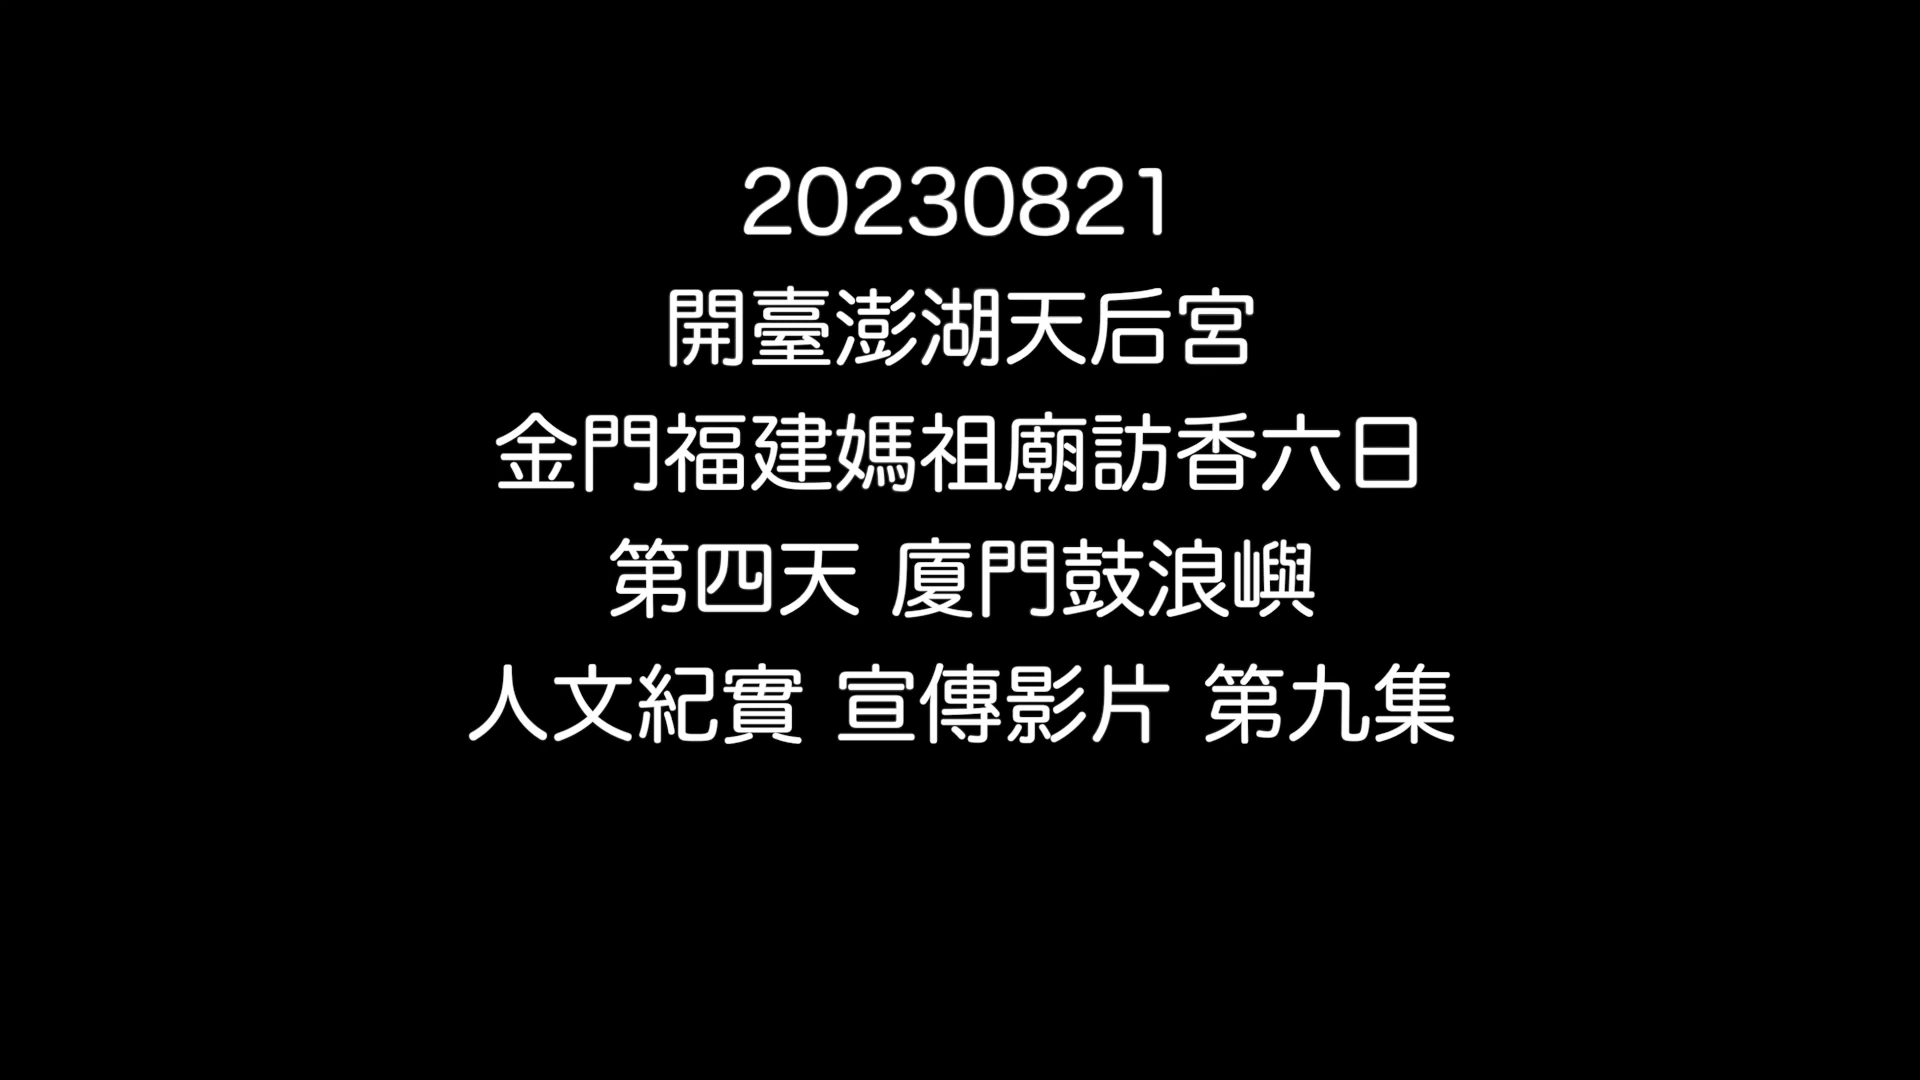 20230821
開臺澎湖天后宮
金門福建媽祖廟訪香六日
第四天 廈門鼓浪嶼
人文紀實 宣傳影片 第九集